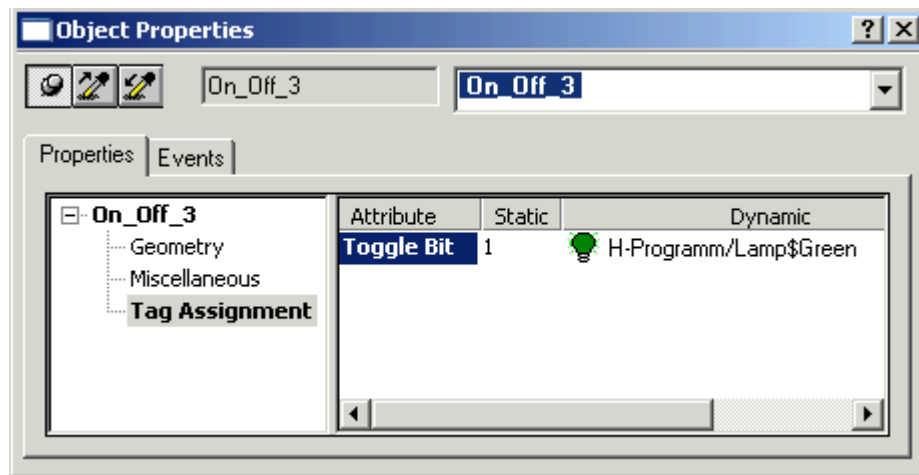 Object Properties
On_Off_3 On_Off_3
Properties Events
On_Off_3
Geometry
Miscellaneous
Tag Assignment
Attribute Static Dynamic
Toggle Bit 1 H-Programm/Lamp$Green